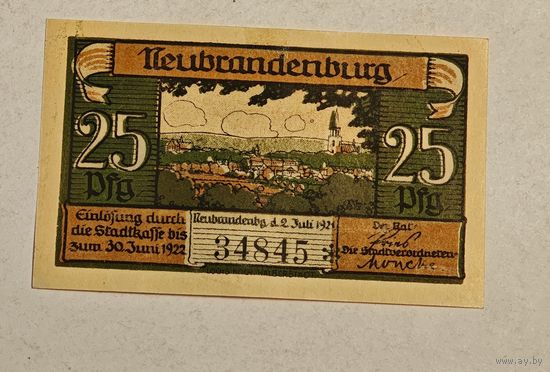 Neubrandenburg
25 Pfg
25 Pfg
Einlösung durch
die Stadtkasse bis
zum 30. Juni 1922
Neubrandenbg d. 2. Juli 1921
34845
Der Rat
Die Stadtverordneten
www.ay.by